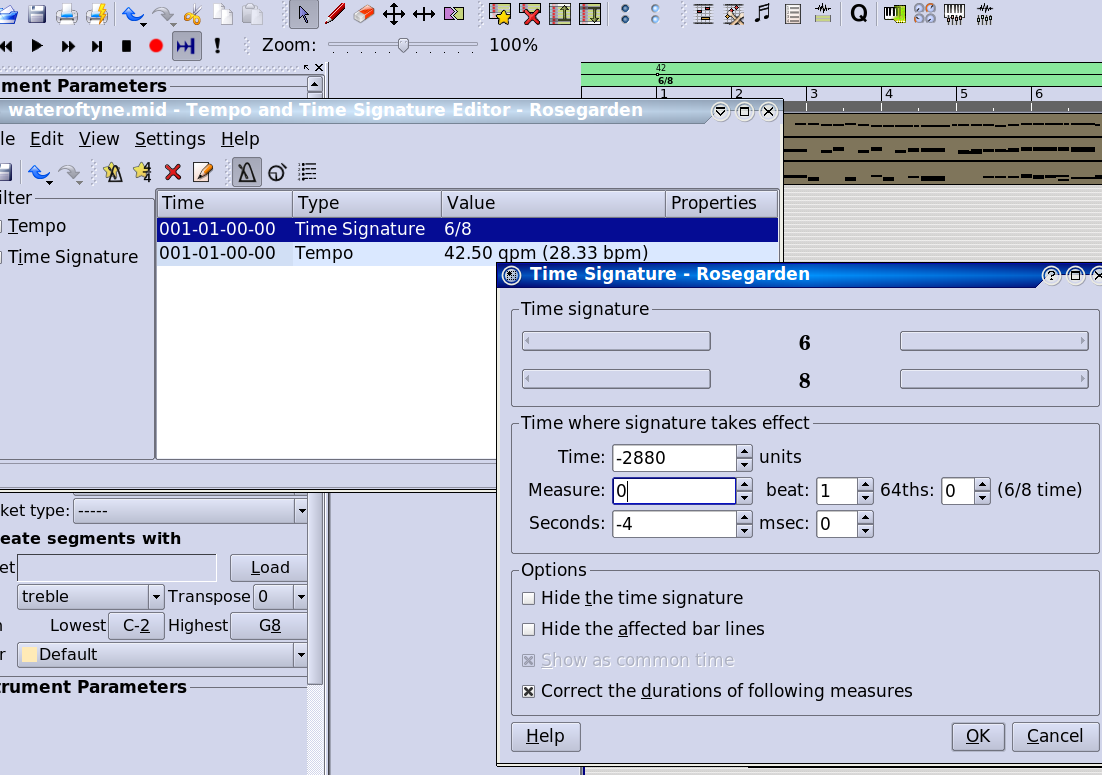 Zoom: 100%
ment Parameters
42
6/8
1 2 3 4 5 6
wateroftyne.mid - Tempo and Time Signature Editor - Rosegarden
le Edit View Settings Help
ilter
Tempo
Time Signature
Time Type Value Properties
001-01-00-00 Time Signature 6/8
001-01-00-00 Tempo 42.50 qpm (28.33 bpm)
Time Signature - Rosegarden
Time signature
6
8
Time where signature takes effect
Time: -2880 units
Measure: 0 beat: 1 64ths: 0 (6/8 time)
Seconds: -4 msec: 0
Options
Hide the time signature
Hide the affected bar lines
Show as common time
Correct the durations of following measures
Help OK Cancel
ket type: -----
eate segments with
et Load
treble Transpose 0
Lowest C-2 Highest G8
r Default
trument Parameters